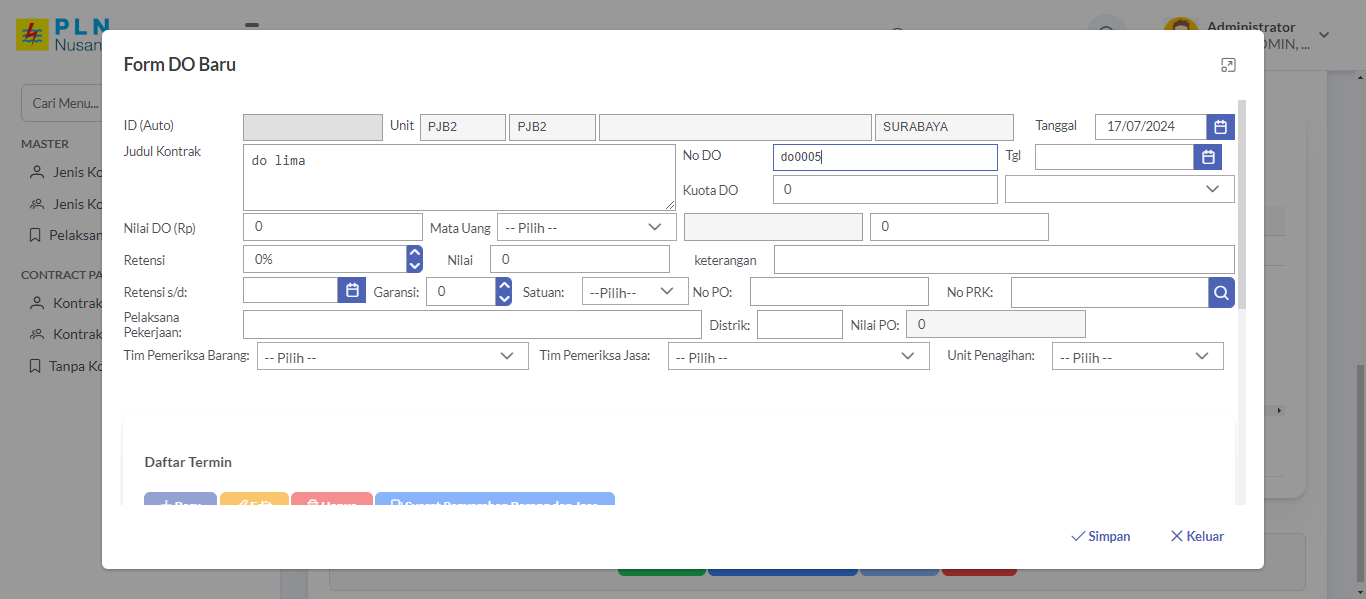 PLN
Nusan
Administrator
DMIN, ...
Form DO Baru
Cari Menu...
MASTER
Jenis Ko
Jenis Ko
Pelaksan
CONTRACT PA
Kontrak
Kontrak
Tanpa Ko
ID (Auto) Unit PJB2 PJB2 SURABAYA Tanggal 17/07/2024
Judul Kontrak do lima No DO do0005 Tgl
Kuota DO 0
Nilai DO (Rp) 0 Mata Uang -- Pilih -- 0
Retensi 0% Nilai 0 keterangan
Retensi s/d: Garansi: 0 Satuan: --Pilih-- No PO: No PRK:
Pelaksana
Pekerjaan: Distrik: Nilai PO: 0
Tim Pemeriksa Barang: -- Pilih -- Tim Pemeriksa Jasa: -- Pilih -- Unit Penagihan: -- Pilih --
Daftar Termin
Simpan Keluar